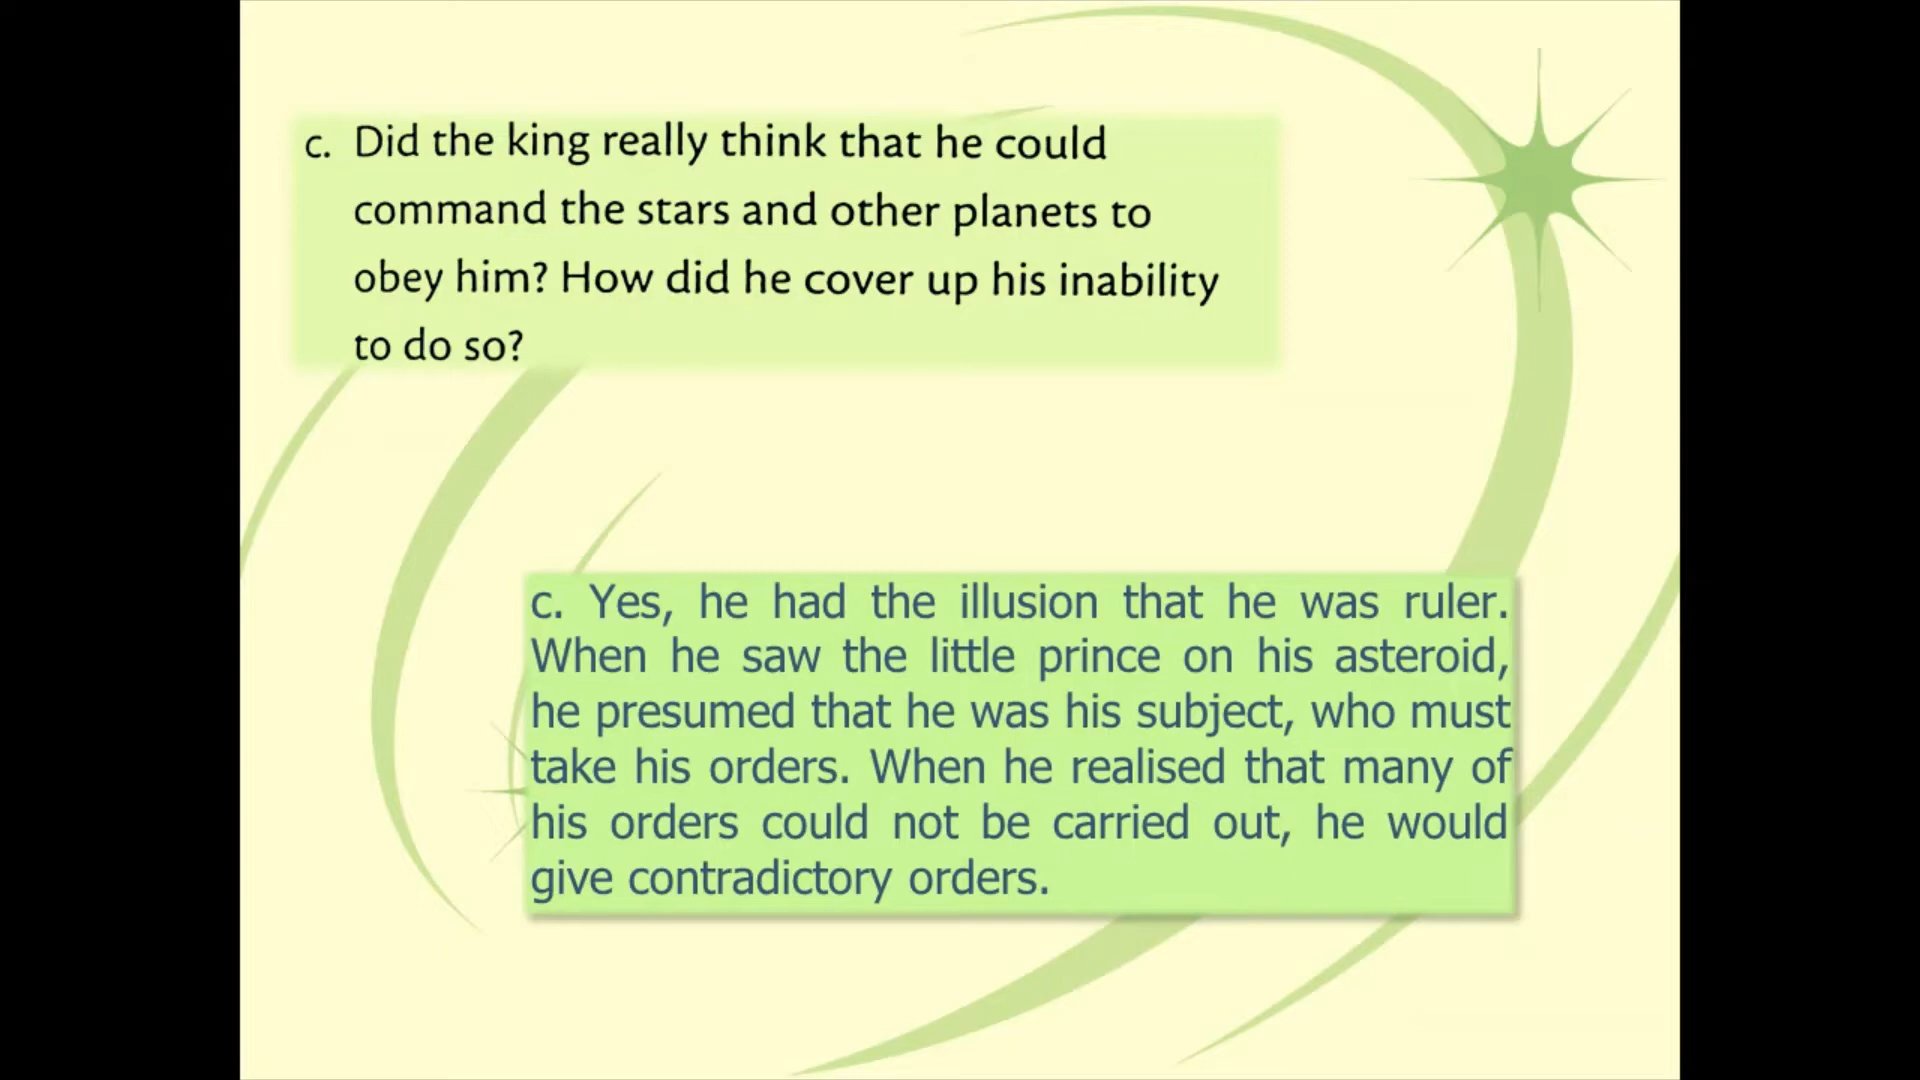 c. Did the king really think that he could
command the stars and other planets to
obey him? How did he cover up his inability
to do so?
c. Yes, he had the illusion that he was ruler.
When he saw the little prince on his asteroid,
he presumed that he was his subject, who must
take his orders. When he realised that many of
his orders could not be carried out, he would
give contradictory orders.